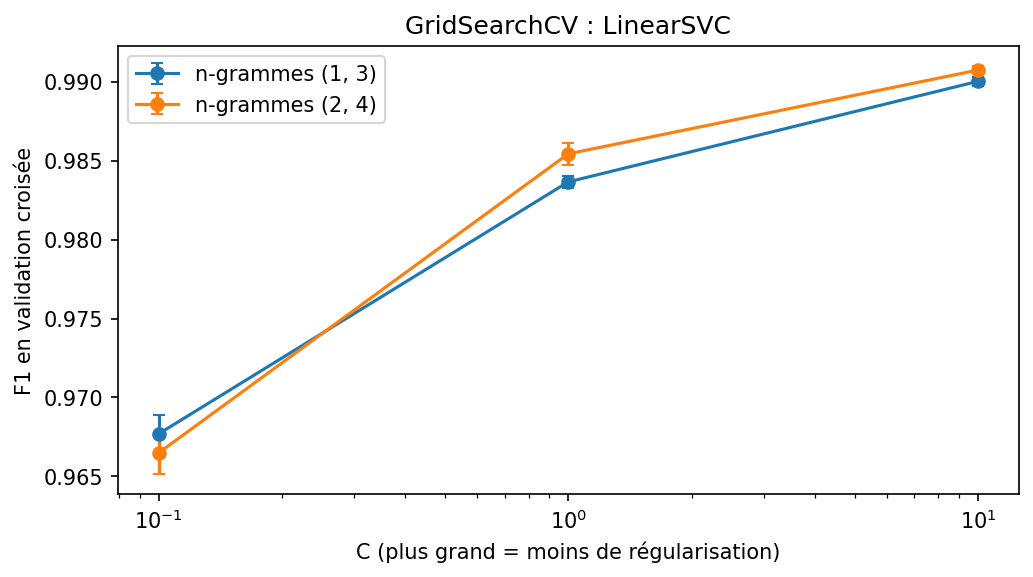 GridSearchCV : LinearSVC
n-grammes (1, 3)
n-grammes (2, 4)
F1 en validation croisée
0.990
0.985
0.980
0.975
0.970
0.965
10⁻¹
10⁰
10¹
C (plus grand = moins de régularisation)